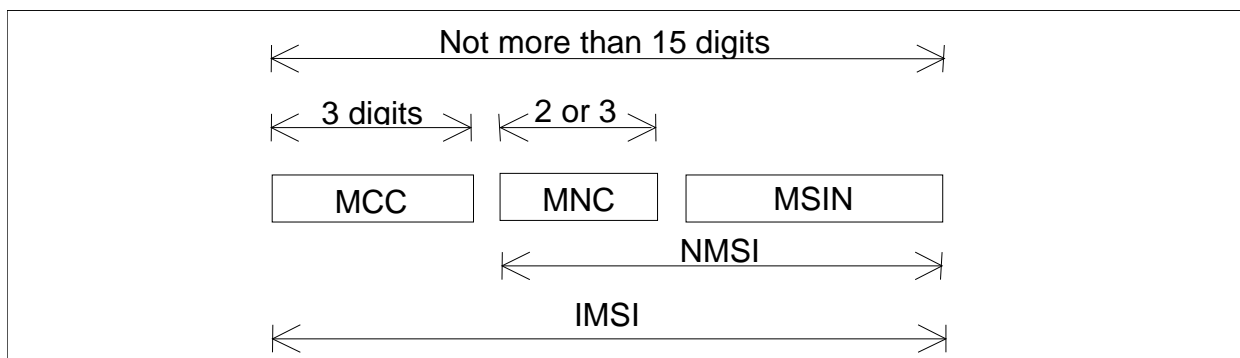 Not more than 15 digits
3 digits 2 or 3
MCC MNC MSIN
NMSI
IMSI